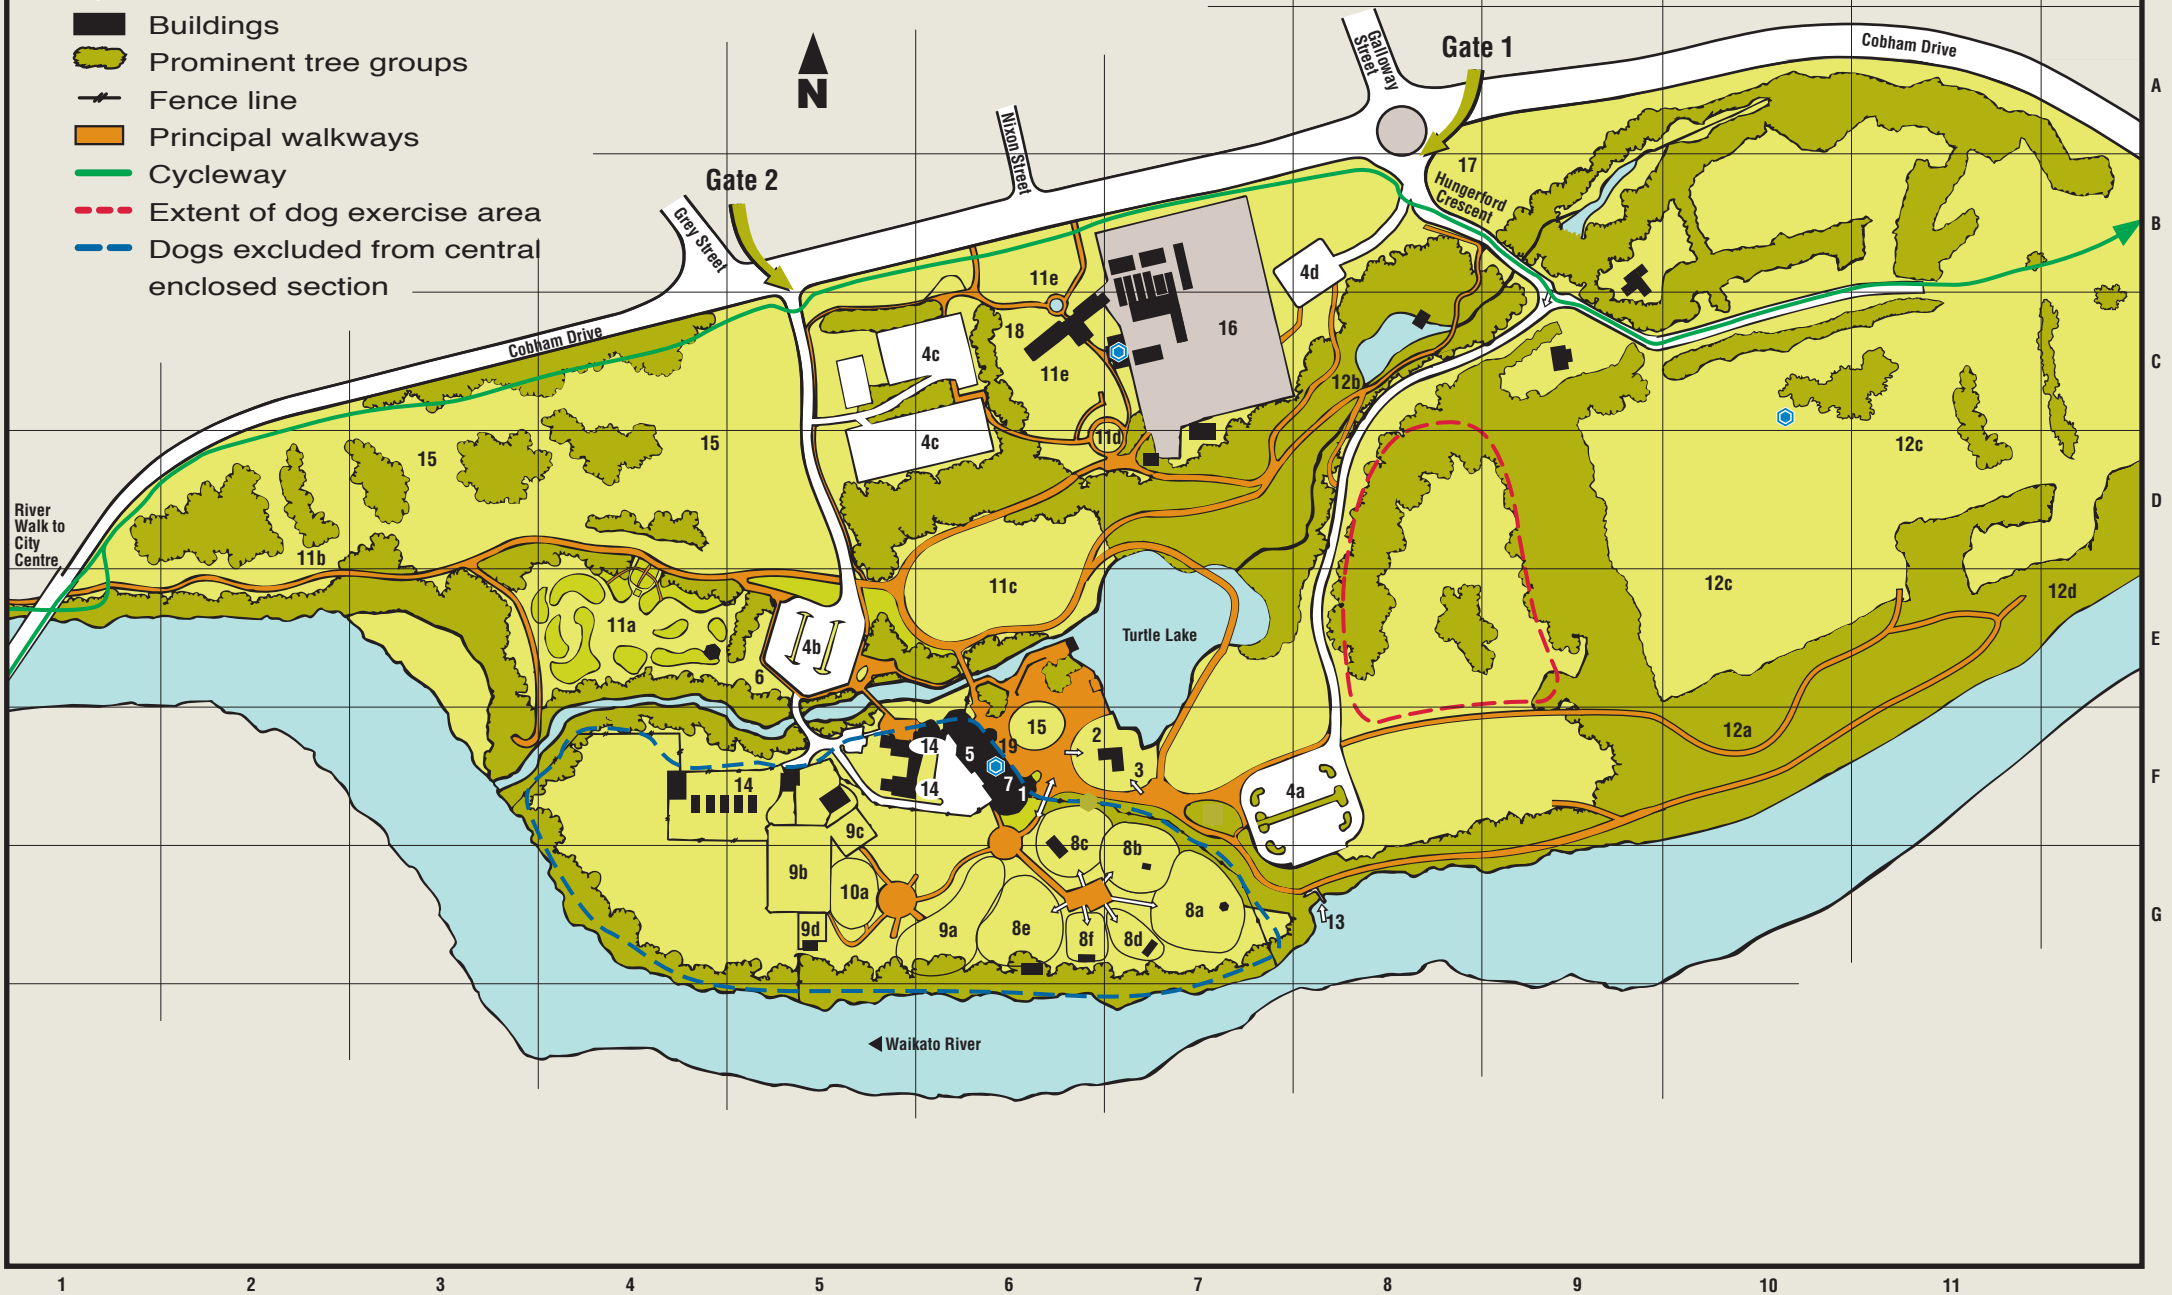 Buildings
Prominent tree groups
Fence line
Principal walkways
Cycleway
Extent of dog exercise area
Dogs excluded from central
enclosed section
N
Galloway
Street
Gate 1
Cobham Drive
A
Nixon Street
17
Gate 2
Hungerford
Crescent
Grey Street
B
11e
4d
Cobham Drive
18
16
4c
11e
C
12b
4c
11d
15
15
12c
River
Walk to
City
Centre
D
11b
11c
12c
12d
11a
Turtle Lake
E
4b
6
15
2
12a
14
5
19
3
F
14
7
1
14
4a
9c
8c
8b
9b
10a
8a
G
9d
9a
8e
8f
8d
13
Waikato River
1 2 3 4 5 6 7 8 9 10 11